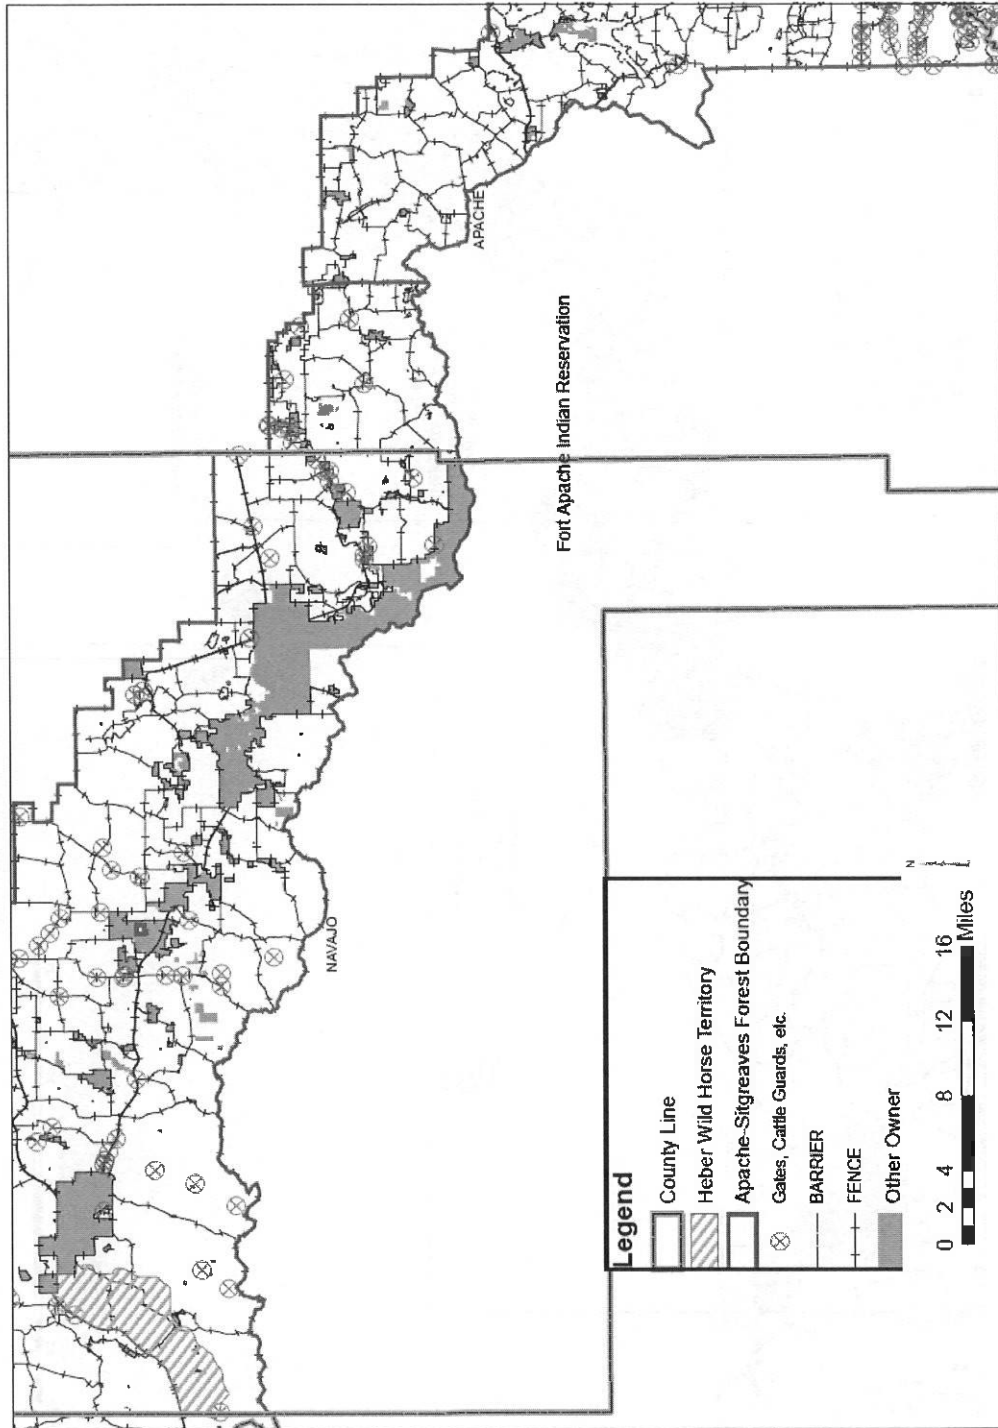 APACHE
Fort Apache Indian Reservation
NAVAJO
Legend
County Line
Heber Wild Horse Territory
Apache-Sitgreaves Forest Boundary
Gates, Cattle Guards, etc.
BARRIER
FENCE
Other Owner
N
0 2 4 8 12 16
Miles